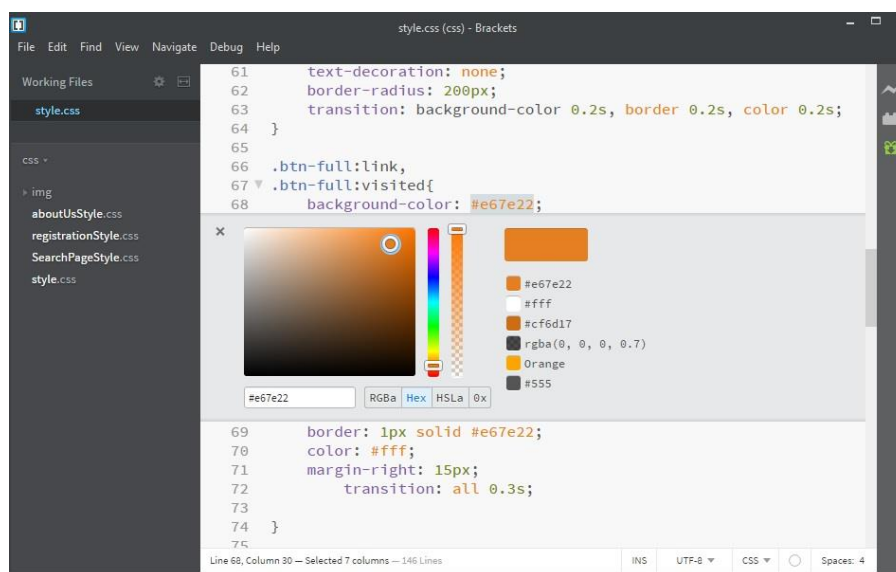 style.css (css) - Brackets
File Edit Find View Navigate Debug Help
Working Files
style.css
css
img
aboutUsStyle.css
registrationStyle.css
SearchPageStyle.css
style.css
61 text-decoration: none;
62 border-radius: 200px;
63 transition: background-color 0.2s, border 0.2s, color 0.2s;
64 }
65
66 .btn-full:link,
67 .btn-full:visited{
68 background-color: #e67e22;
#e67e22
#fff
#cf6d17
rgba(0, 0, 0, 0.7)
Orange
#555
#e67e22 RGBa Hex HSLa 0x
69 border: 1px solid #e67e22;
70 color: #fff;
71 margin-right: 15px;
72 transition: all 0.3s;
73
74 }
75
Line 68, Column 30 — Selected 7 columns — 146 Lines INS UTF-8 CSS Spaces: 4